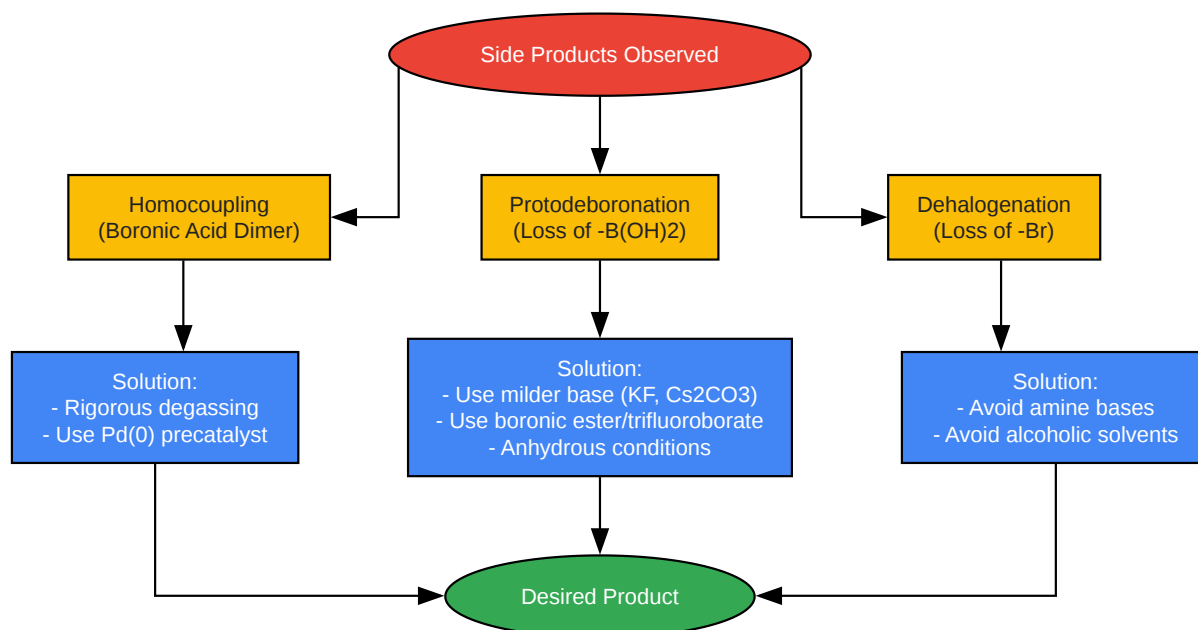 Side Products Observed
Homocoupling
(Boronic Acid Dimer)
Protodeboronation
(Loss of -B(OH)2)
Dehalogenation
(Loss of -Br)
Solution:
- Rigorous degassing
- Use Pd(0) precatalyst
Solution:
- Use milder base (KF, Cs2CO3)
- Use boronic ester/trifluoroborate
- Anhydrous conditions
Solution:
- Avoid amine bases
- Avoid alcoholic solvents
Desired Product